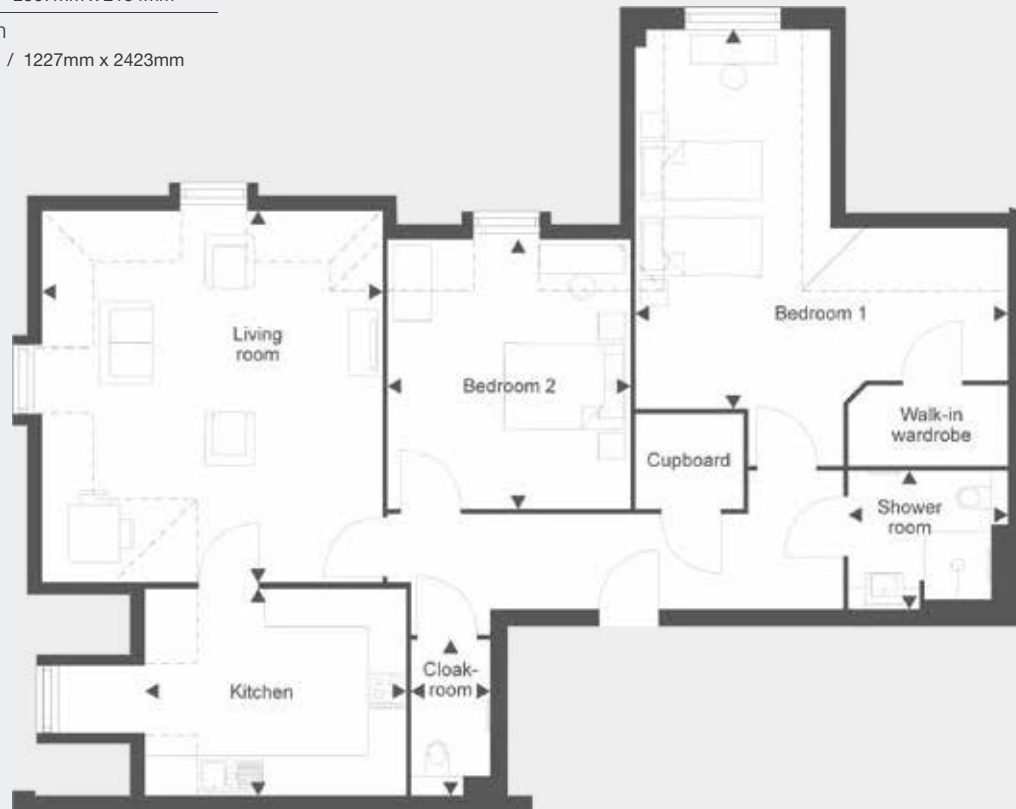 / 1227mm x 2423mm
Living
room
Bedroom 2
Bedroom 1
Walk-in
wardrobe
Cupboard
Shower
room
Kitchen
Cloak-
room